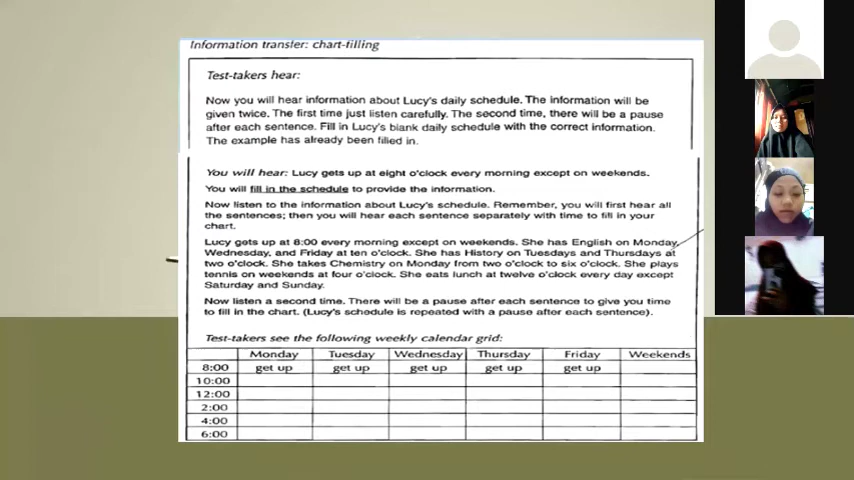 Information transfer: chart-filling
Test-takers hear:
Now you will hear information about Lucy's daily schedule. The information will be
given twice. The first time just listen carefully. The second time, there will be a pause
after each sentence. Fill in Lucy's blank daily schedule with the correct information.
The example has already been filled in.
You will hear: Lucy gets up at eight o'clock every morning except on weekends.
You will fill in the schedule to provide the information.
Now listen to the information about Lucy's schedule. Remember, you will first hear all
the sentences; then you will hear each sentence separately with time to fill in your
chart.
Lucy gets up at 8:00 every morning except on weekends. She has English on Monday,
Wednesday, and Friday at ten o'clock. She has History on Tuesdays and Thursdays at
two o'clock. She takes Chemistry on Monday from two o'clock to six o'clock. She plays
tennis on weekends at four o'clock. She eats lunch at twelve o'clock every day except
Saturday and Sunday.
Now listen a second time. There will be a pause after each sentence to give you time
to fill in the chart. (Lucy's schedule is repeated with a pause after each sentence).
Test-takers see the following weekly calendar grid:
Monday Tuesday Wednesday Thursday Friday Weekends
8:00 get up get up get up get up get up
10:00
12:00
2:00
4:00
6:00